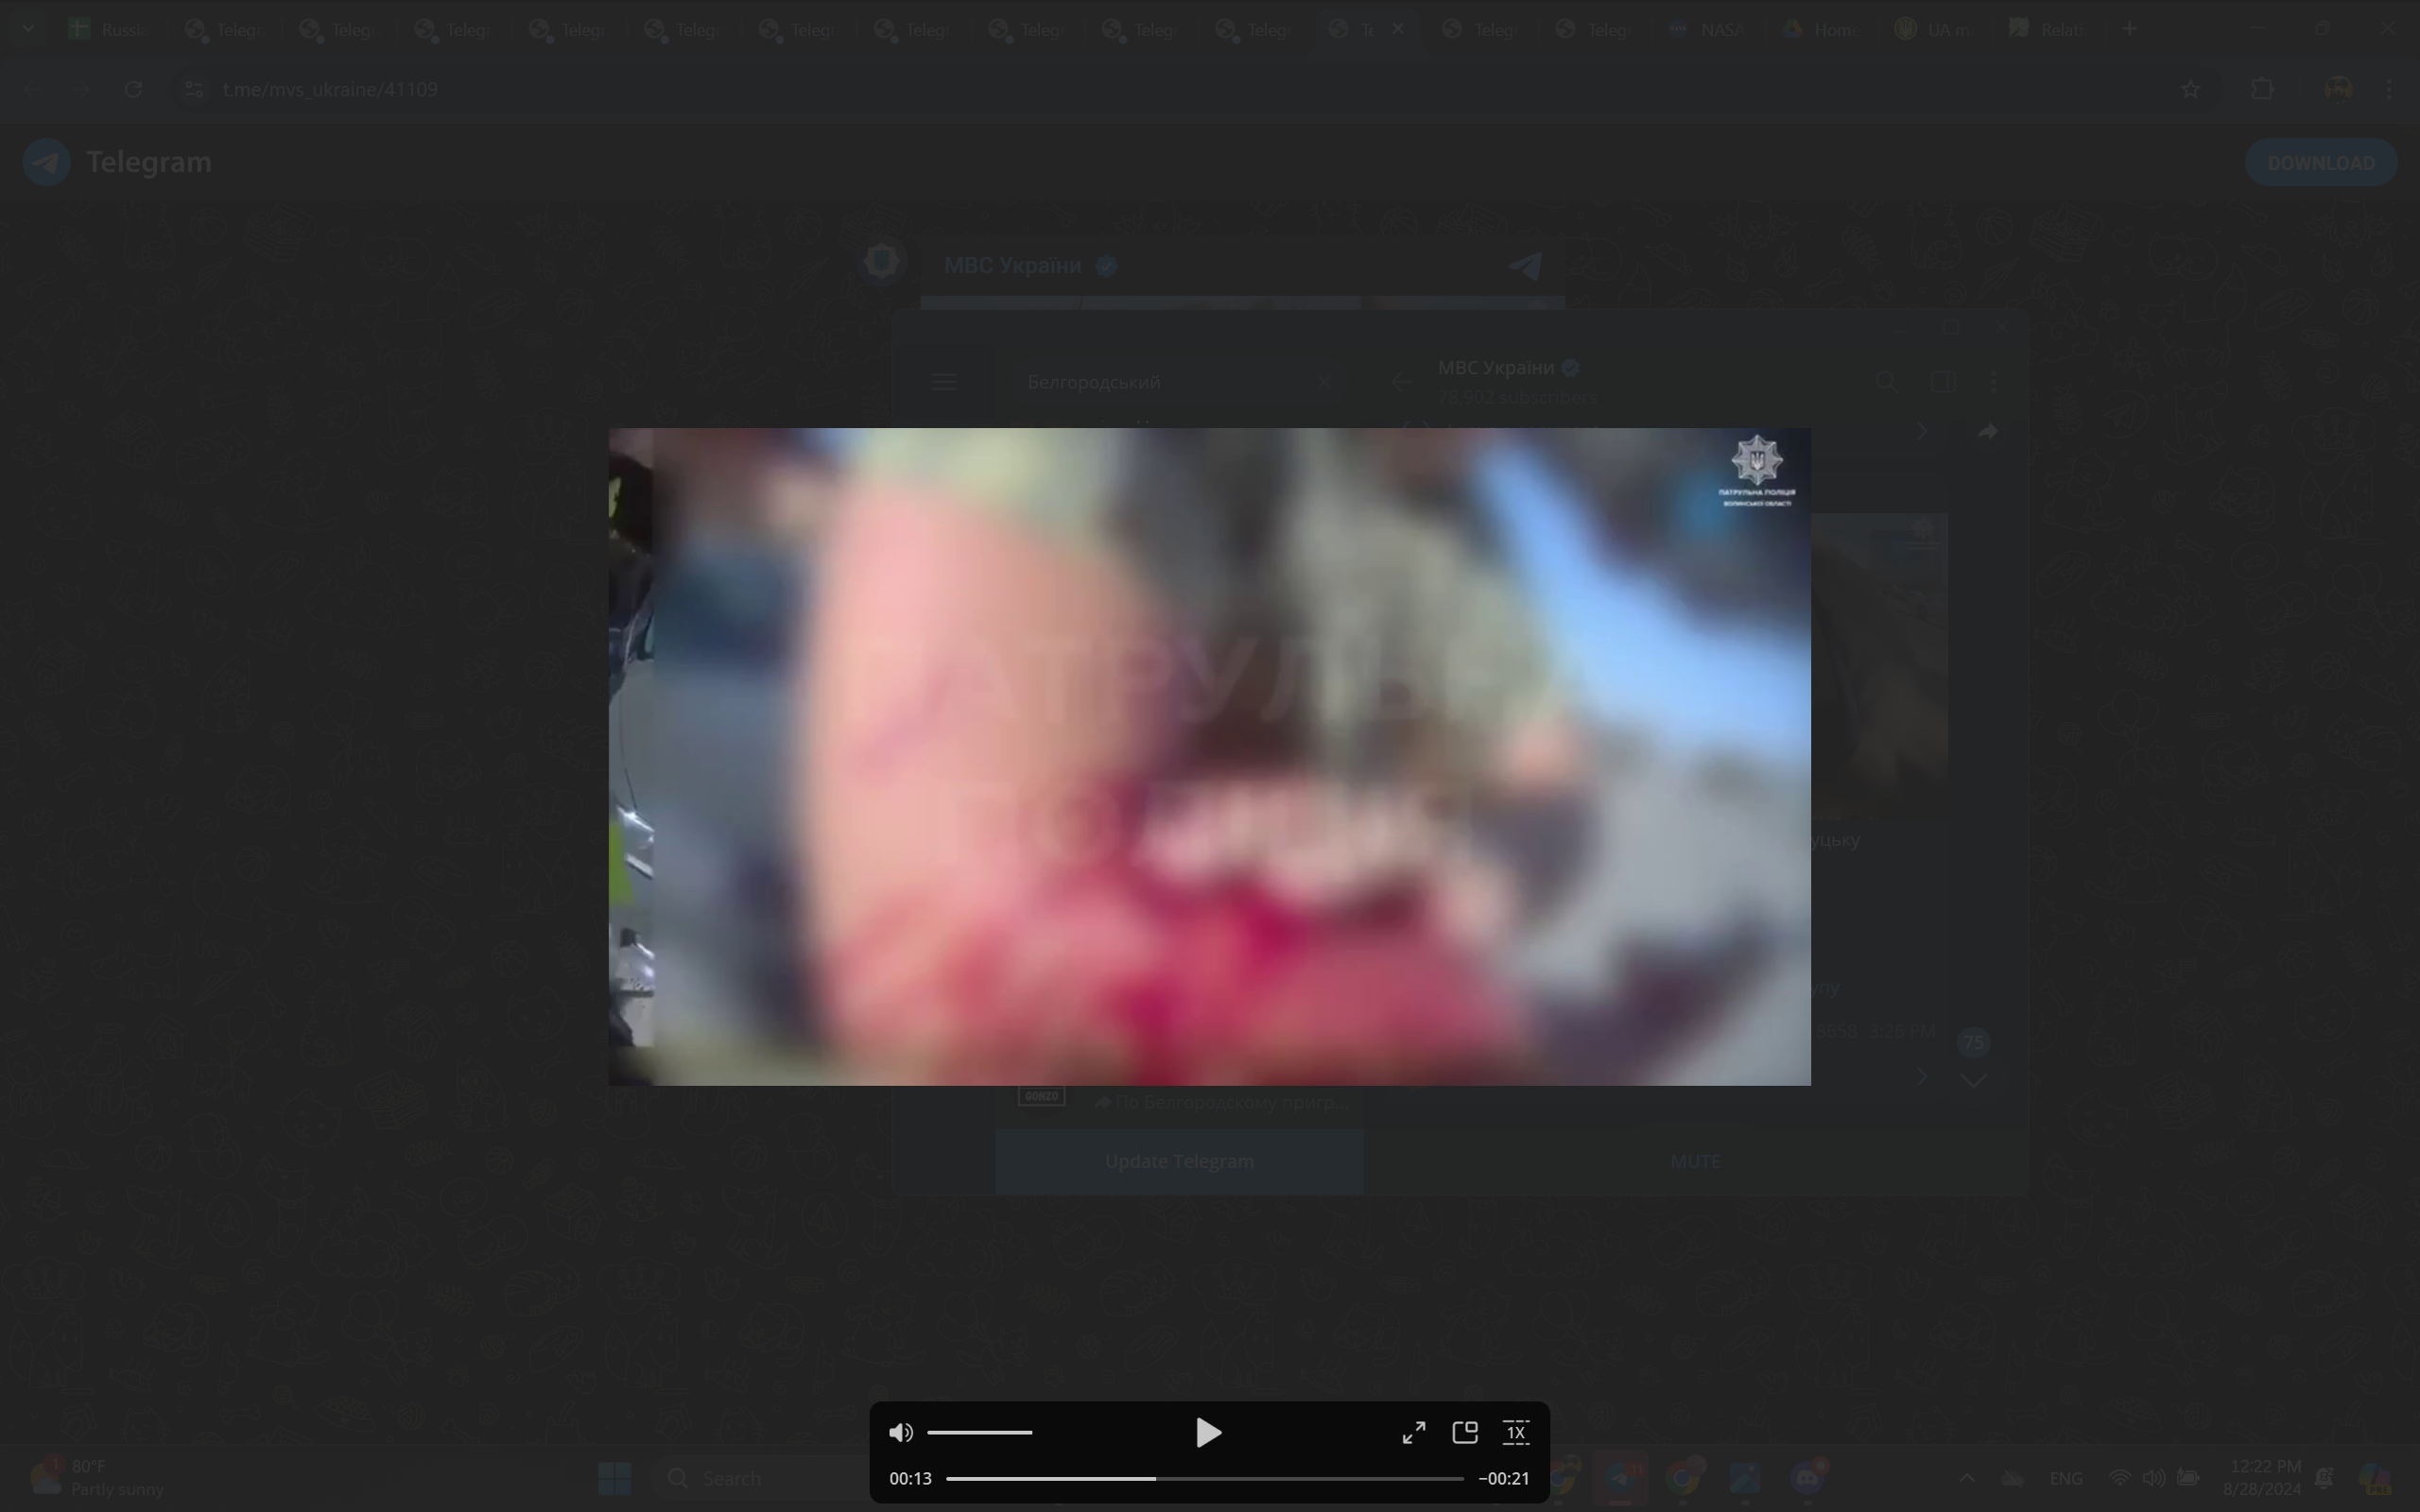 Russia
Telegr
Telegr
Telegr
Telegr
Telegr
Telegr
Telegr
Telegr
Telegr
Telegr
Te
Telegr
Telegr
NASA
Home
UA m
Relati
t.me/mvs_ukraine/41109
Telegram
DOWNLOAD
МВС України
Белгородський
МВС України
78,902 subscribers
ПАТРУЛЬНА ПОЛІЦІЯ
ВОЛИНСЬКОЇ ОБЛАСТІ
уцьку
упу
8658 3:26 PM
75
GONZO
По Белгородскому пригр...
Update Telegram
MUTE
1X
00:13
−00:21
1
80°F
Partly sunny
Search
ENG
12:22 PM
8/28/2024